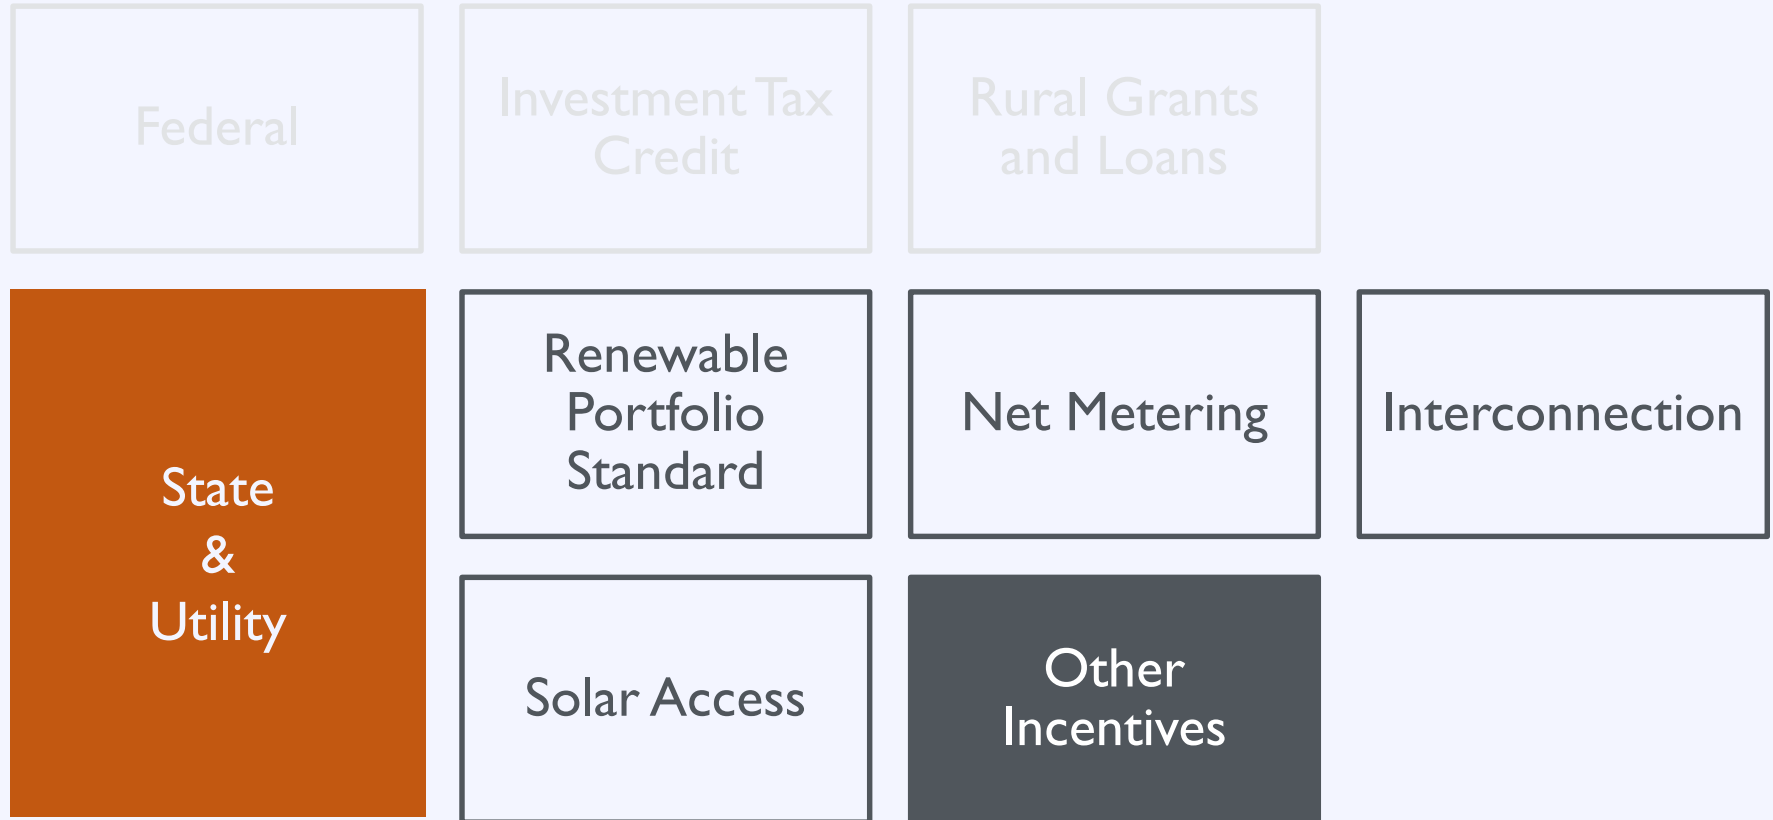 Federal
Investment Tax
Credit
Rural Grants
and Loans
State
&
Utility
Renewable
Portfolio
Standard
Net Metering
Interconnection
Solar Access
Other
Incentives